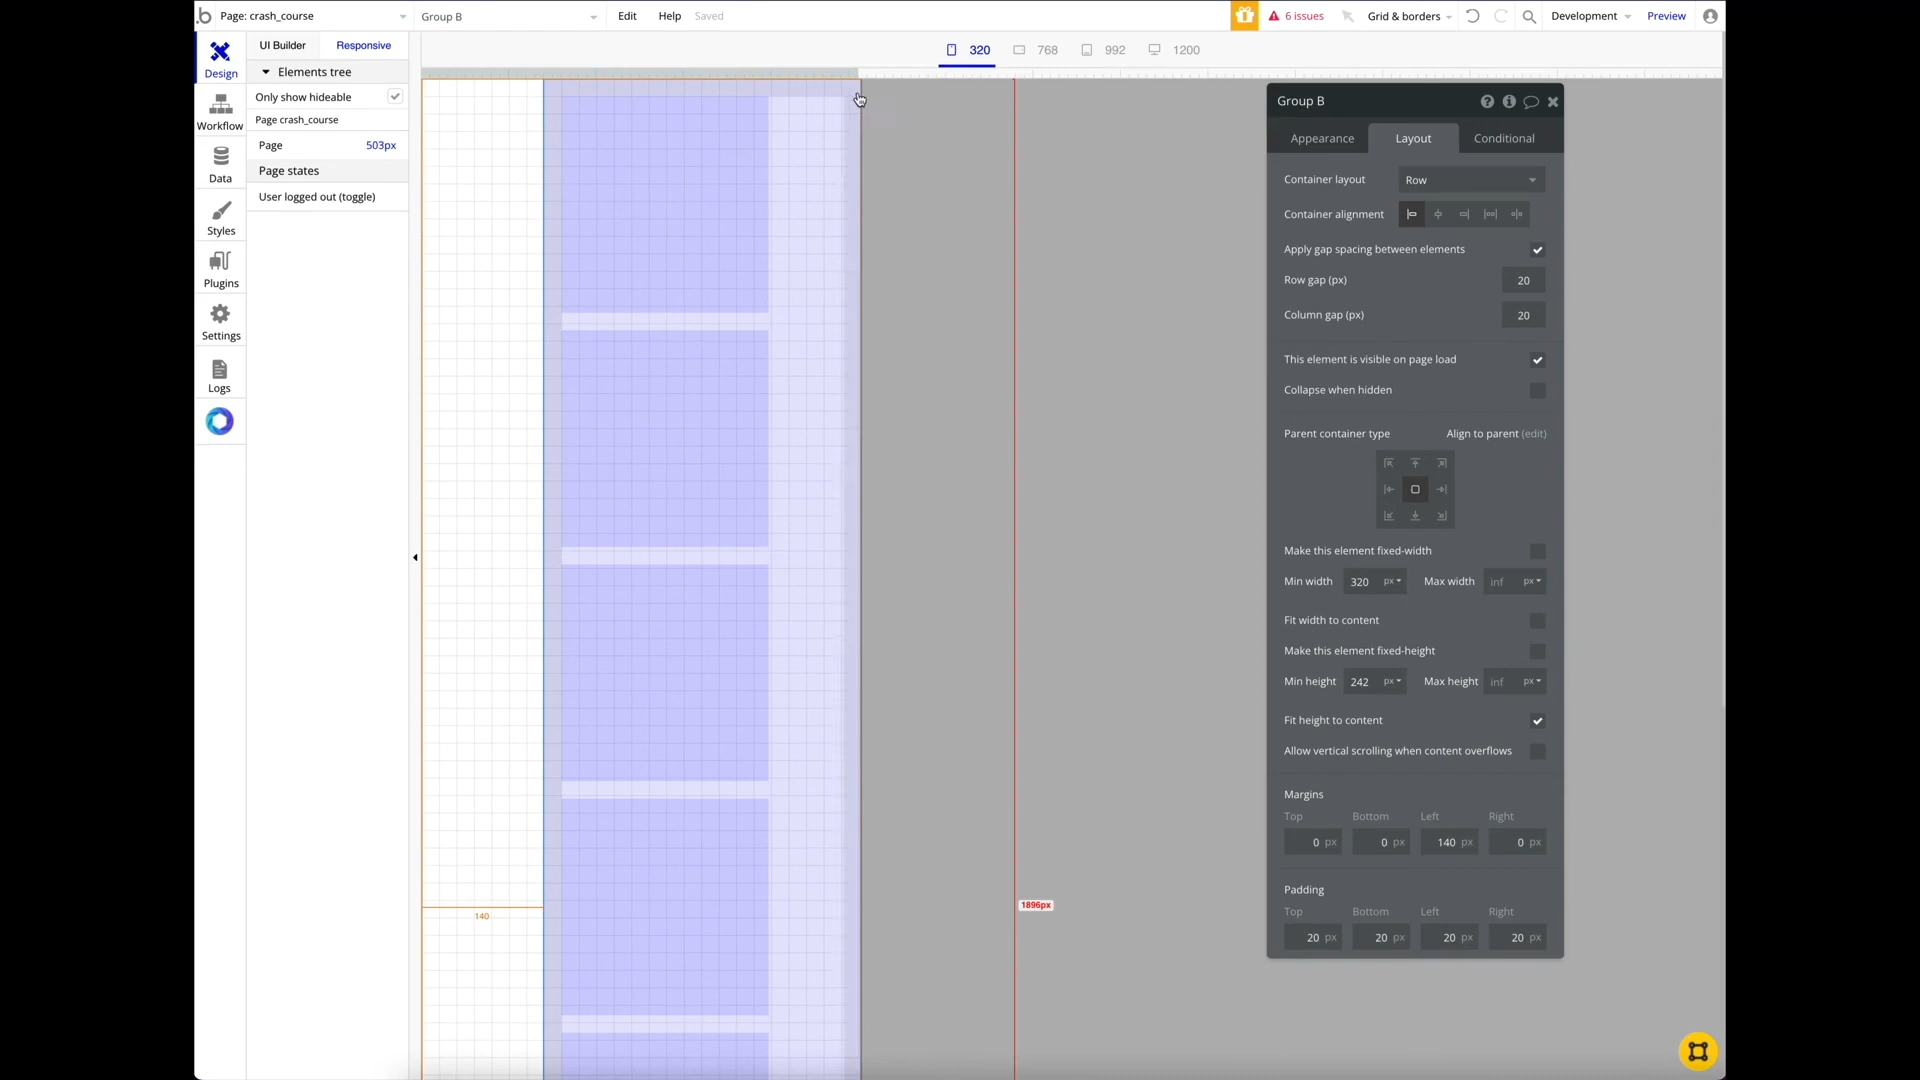 Page: crash_course
Group B
Edit
Help
Saved
6 issues
Grid & borders
Development
Preview
Design
Workflow
Data
Styles
Plugins
Settings
Logs
UI Builder
Responsive
Elements tree
Only show hideable
Page crash_course
Page 503px
Page states
User logged out (toggle)
320
768
992
1200
140
1896px
Group B
Appearance
Layout
Conditional
Container layout Row
Container alignment
Apply gap spacing between elements
Row gap (px) 20
Column gap (px) 20
This element is visible on page load
Collapse when hidden
Parent container type Align to parent (edit)
Make this element fixed-width
Min width 320 px Max width inf px
Fit width to content
Make this element fixed-height
Min height 242 px Max height inf px
Fit height to content
Allow vertical scrolling when content overflows
Margins
Top Bottom Left Right
0 px 0 px 140 px 0 px
Padding
Top Bottom Left Right
20 px 20 px 20 px 20 px